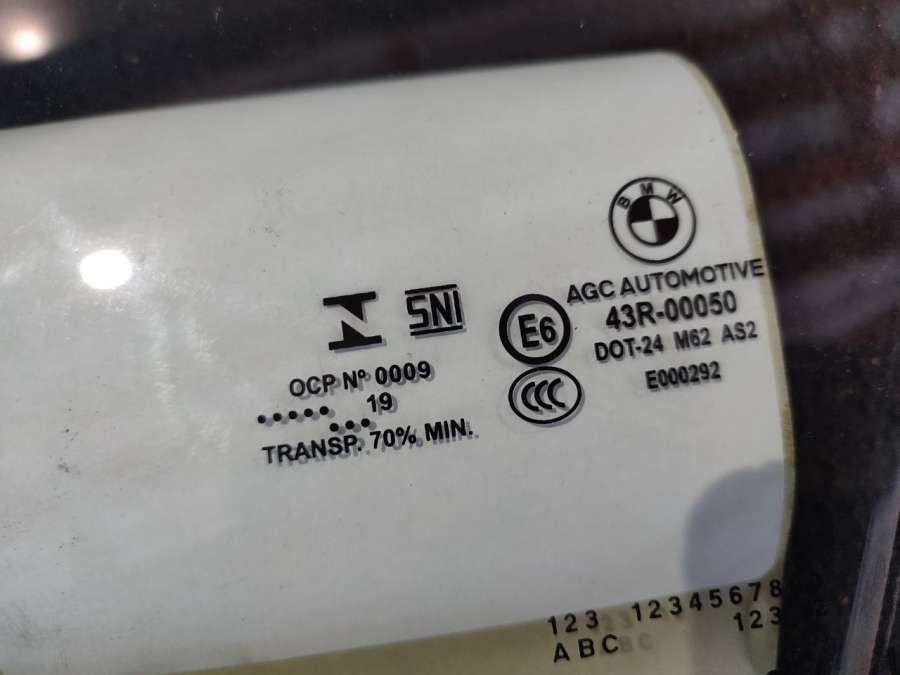 BMW
AGC AUTOMOTIVE
43R-00050
DOT-24 M62 AS2
E000292
SNI
E6
CCC
OCP Nº 0009
..... 19 ...
TRANSP. 70% MIN.
123 12345678
ABC 123